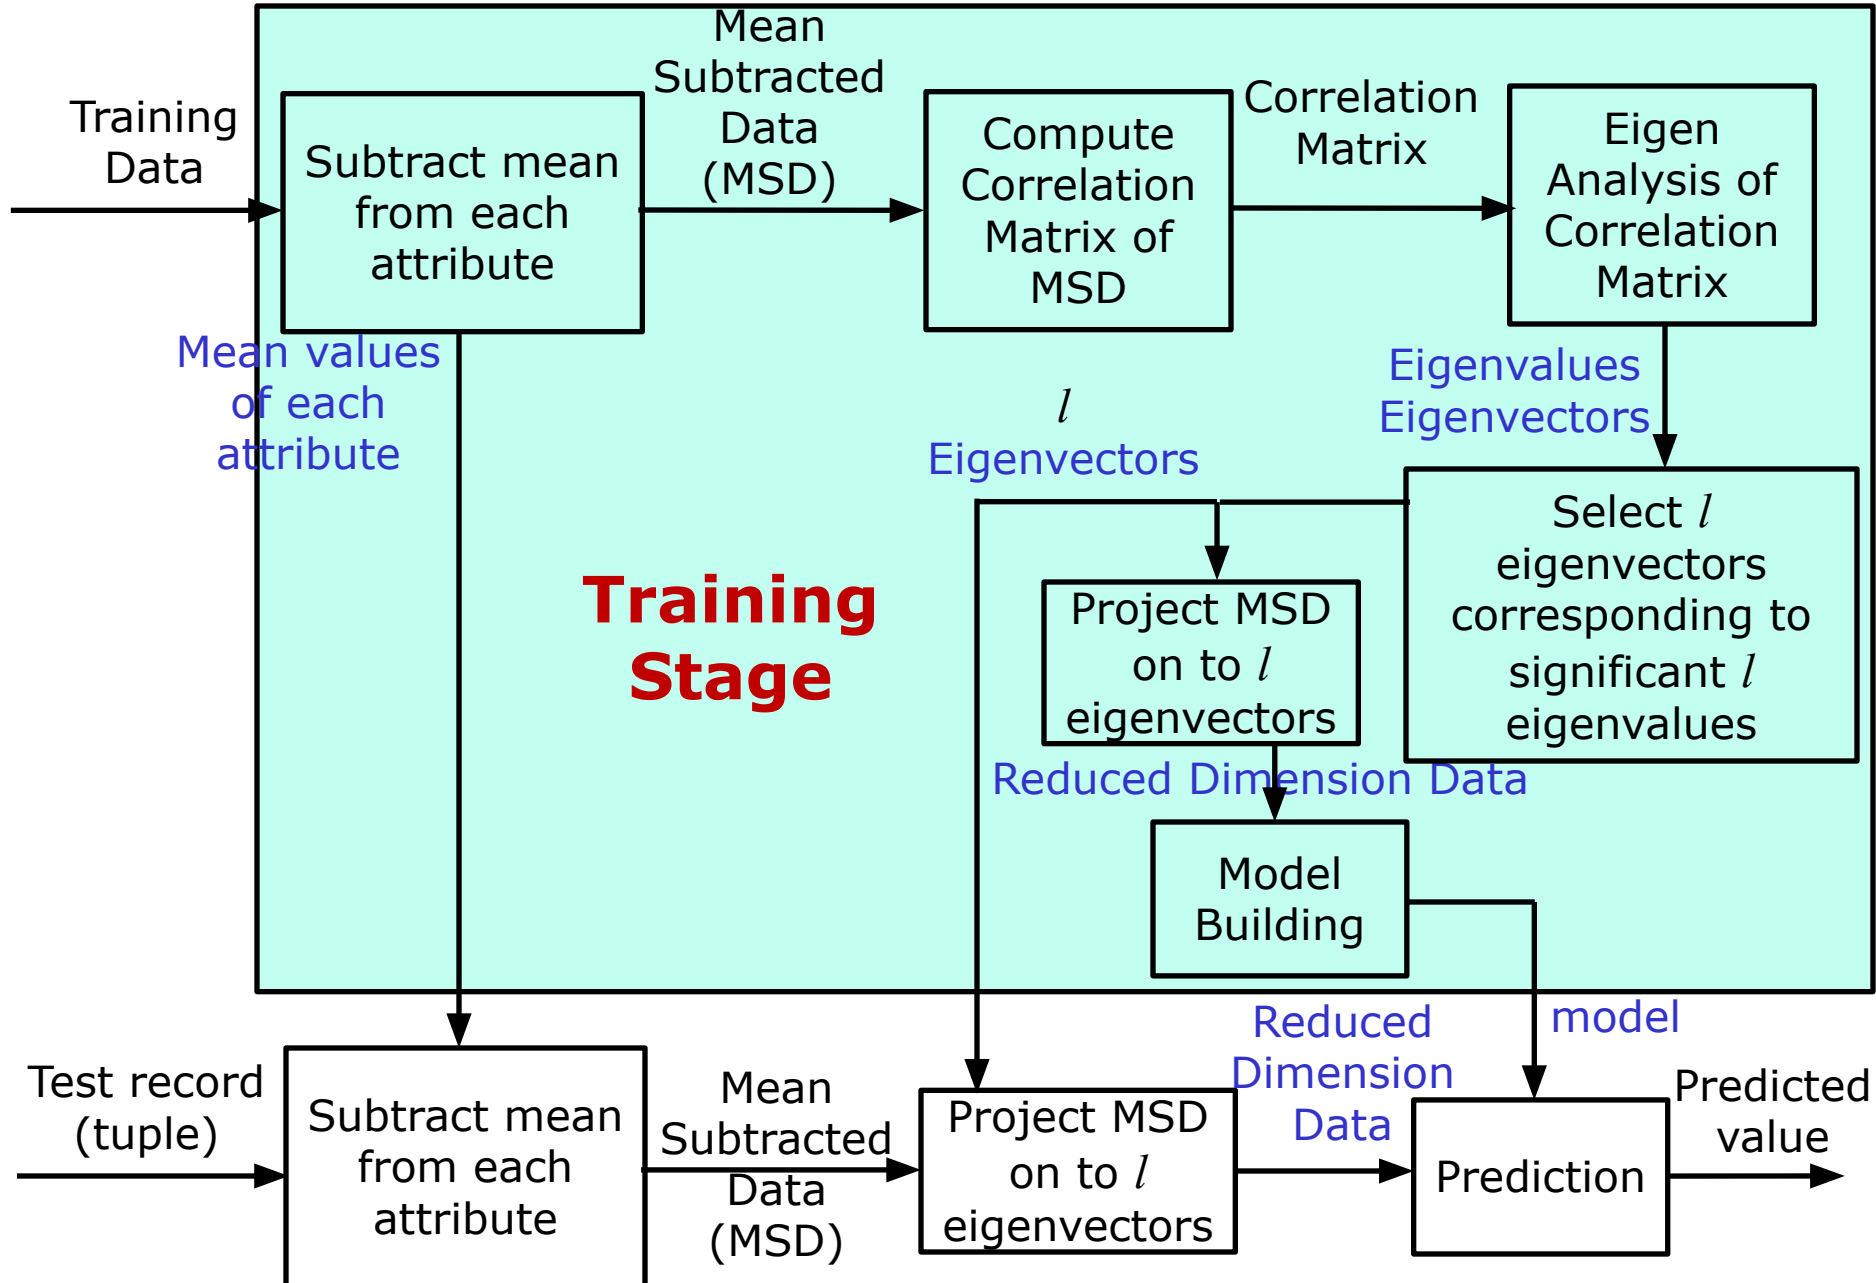 Training
Data
Subtract mean
from each
attribute
Mean
Subtracted
Data
(MSD)
Compute
Correlation
Matrix of
MSD
Correlation
Matrix
Eigen
Analysis of
Correlation
Matrix
Mean values
of each
attribute
l
Eigenvectors
Eigenvalues
Eigenvectors
Select l
eigenvectors
corresponding to
significant l
eigenvalues
Training
Stage
Project MSD
on to l
eigenvectors
Reduced Dimension Data
Model
Building
model
Test record
(tuple)
Subtract mean
from each
attribute
Mean
Subtracted
Data
(MSD)
Project MSD
on to l
eigenvectors
Reduced
Dimension
Data
Prediction
Predicted
value